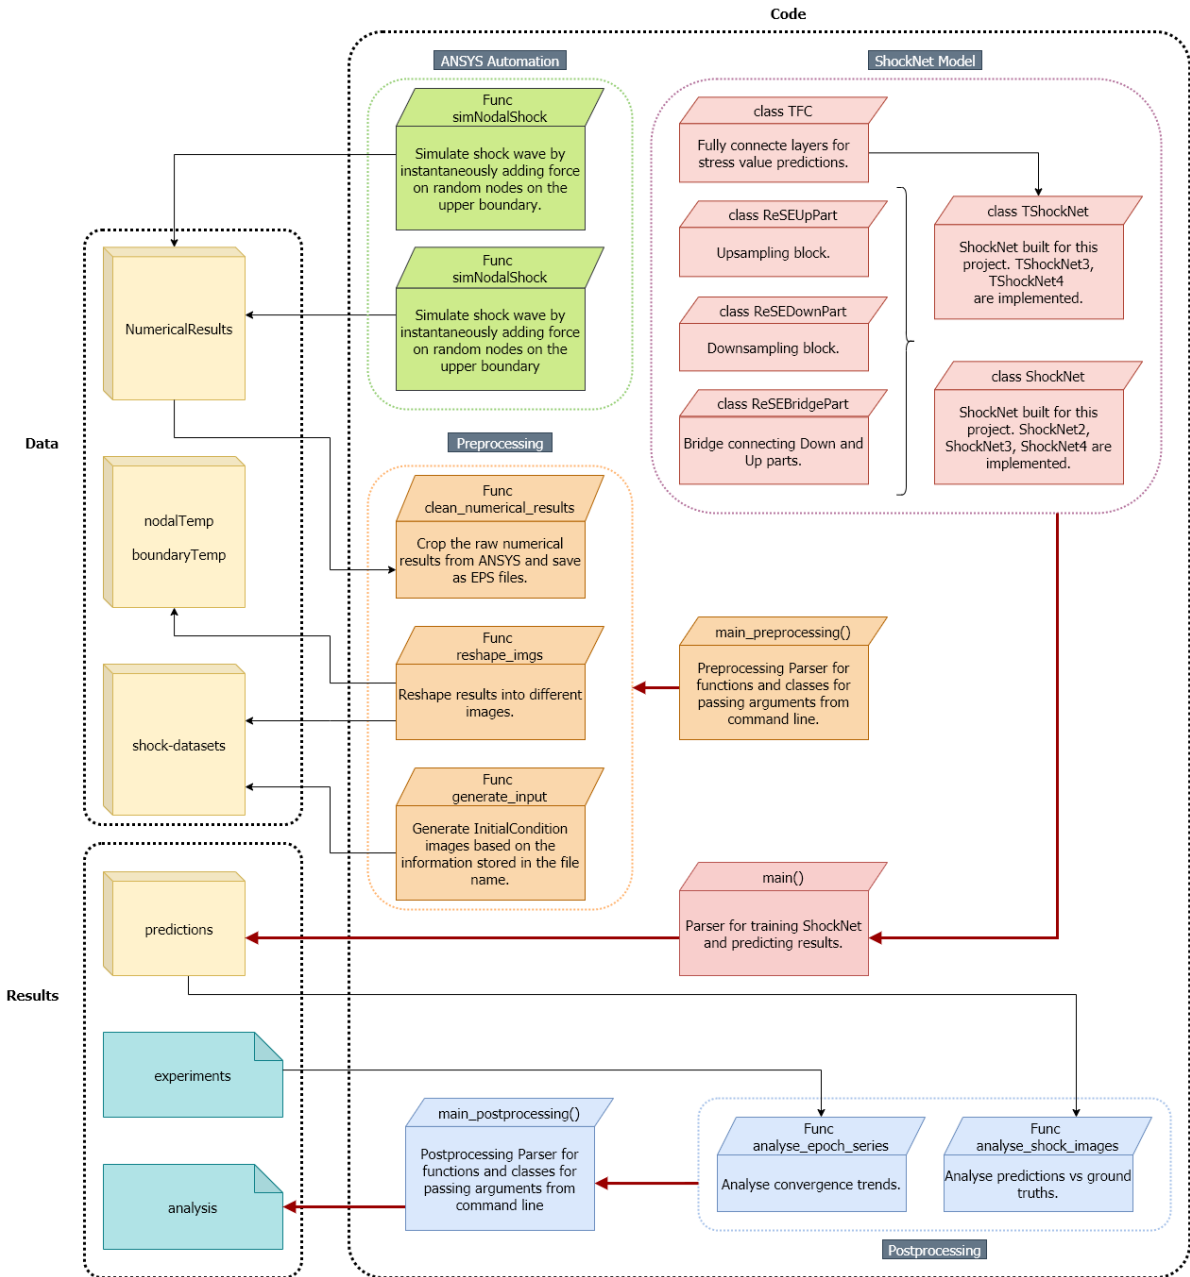 Code
ANSYS Automation
ShockNet Model
Func
simNodalShock
Simulate shock wave by
instantaneously adding force
on random nodes on the
upper boundary.
Func
simNodalShock
Simulate shock wave by
instantaneously adding force
on random nodes on the
upper boundary
class TFC
Fully connecte layers for
stress value predictions.
class ReSEUpPart
Upsampling block.
class ReSEDownPart
Downsampling block.
class ReSEBridgePart
Bridge connecting Down and
Up parts.
class TShockNet
ShockNet built for this
project. TShockNet3,
TShockNet4
are implemented.
class ShockNet
ShockNet built for this
project. ShockNet2,
ShockNet3, ShockNet4 are
implemented.
Data
NumericalResults
nodalTemp
boundaryTemp
shock-datasets
Preprocessing
Func
clean_numerical_results
Crop the raw numerical
results from ANSYS and save
as EPS files.
Func
reshape_imgs
Reshape results into different
images.
Func
generate_input
Generate InitialCondition
images based on the
information stored in the file
name.
main_preprocessing()
Preprocessing Parser for
functions and classes for
passing arguments from
command line.
main()
Parser for training ShockNet
and predicting results.
Results
predictions
experiments
analysis
main_postprocessing()
Postprocessing Parser for
functions and classes for
passing arguments from
command line
Func
analyse_epoch_series
Analyse convergence trends.
Func
analyse_shock_images
Analyse predictions vs ground
truths.
Postprocessing